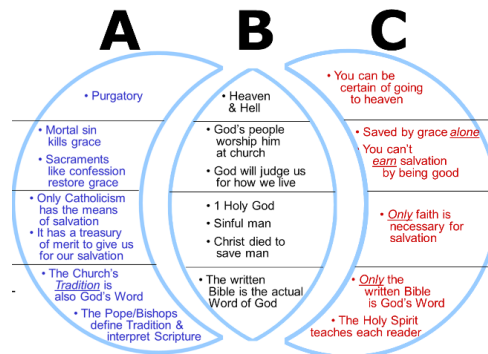 A B C
• Purgatory
• Mortal sin
kills grace
• Sacraments
like confession
restore grace
• Only Catholicism
has the means
of salvation
• It has a treasury
of merit to give us
for our salvation
• The Church's
Tradition is
also God's Word
• The Pope/Bishops
define Tradition &
interpret Scripture
• Heaven
& Hell
• God's people
worship him
at church
• God will judge us
for how we live
• 1 Holy God
• Sinful man
• Christ died to
save man
• The written
Bible is the actual
Word of God
• You can be
certain of going
to heaven
• Saved by grace alone
• You can't
earn salvation
by being good
• Only faith is
necessary for
salvation
• Only the
written Bible
is God's Word
• The Holy Spirit
teaches each reader